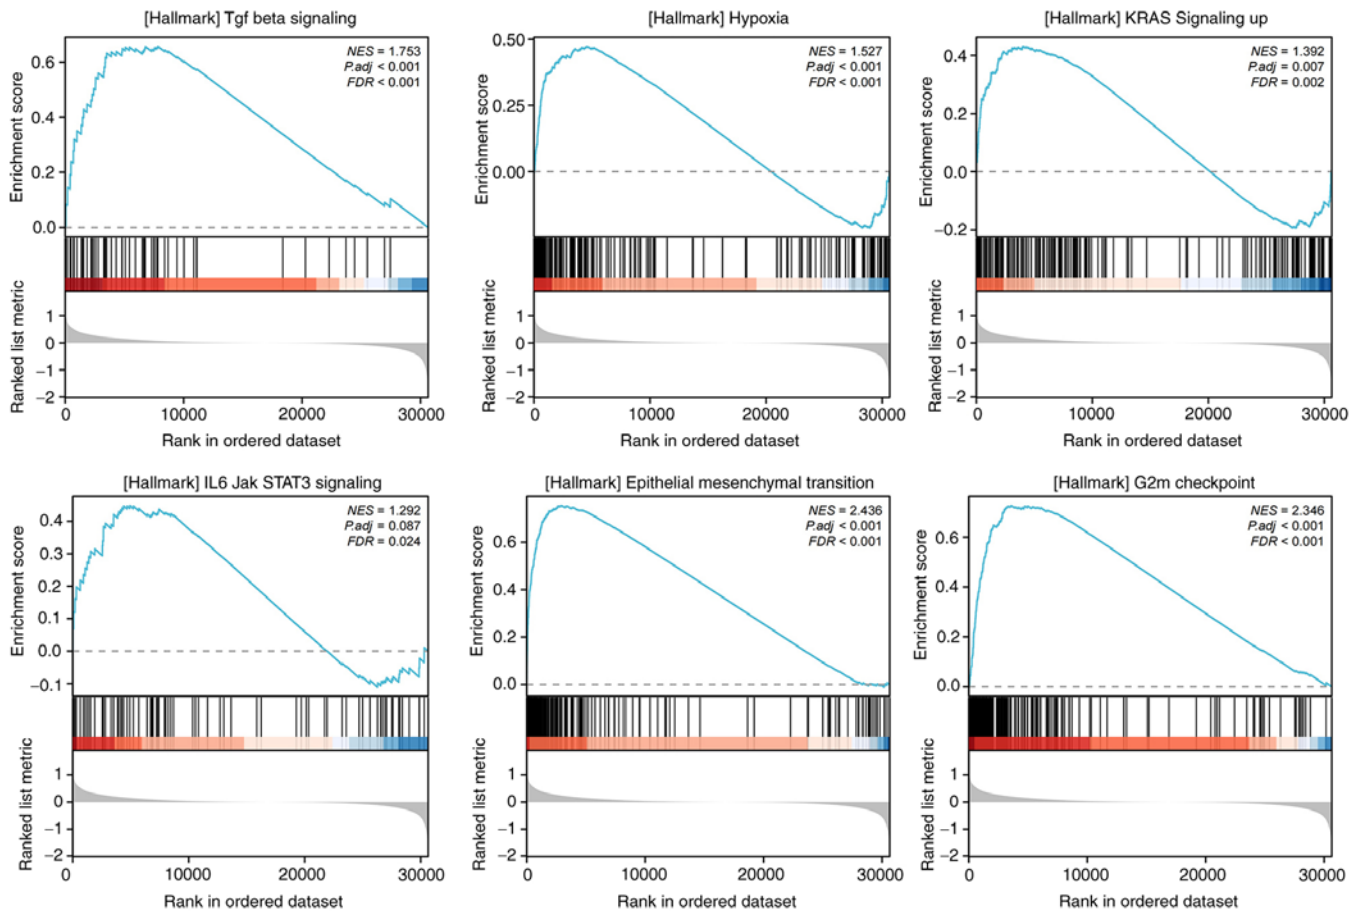 [Hallmark] Tgf beta signaling
NES = 1.753
P.adj < 0.001
FDR < 0.001
Enrichment score
0.6
0.4
0.2
0.0
Ranked list metric
1
0
−1
−2
0
10000
20000
30000
Rank in ordered dataset
[Hallmark] Hypoxia
NES = 1.527
P.adj < 0.001
FDR < 0.001
Enrichment score
0.50
0.25
0.00
Ranked list metric
1
0
−1
−2
0
10000
20000
30000
Rank in ordered dataset
[Hallmark] KRAS Signaling up
NES = 1.392
P.adj = 0.007
FDR = 0.002
Enrichment score
0.4
0.2
0.0
−0.2
Ranked list metric
1
0
−1
−2
0
10000
20000
30000
Rank in ordered dataset
[Hallmark] IL6 Jak STAT3 signaling
NES = 1.292
P.adj = 0.087
FDR = 0.024
Enrichment score
0.4
0.3
0.2
0.1
0.0
−0.1
Ranked list metric
1
0
−1
−2
0
10000
20000
30000
Rank in ordered dataset
[Hallmark] Epithelial mesenchymal transition
NES = 2.436
P.adj < 0.001
FDR < 0.001
Enrichment score
0.6
0.4
0.2
0.0
Ranked list metric
1
0
−1
−2
0
10000
20000
30000
Rank in ordered dataset
[Hallmark] G2m checkpoint
NES = 2.346
P.adj < 0.001
FDR < 0.001
Enrichment score
0.6
0.4
0.2
0.0
Ranked list metric
1
0
−1
−2
0
10000
20000
30000
Rank in ordered dataset